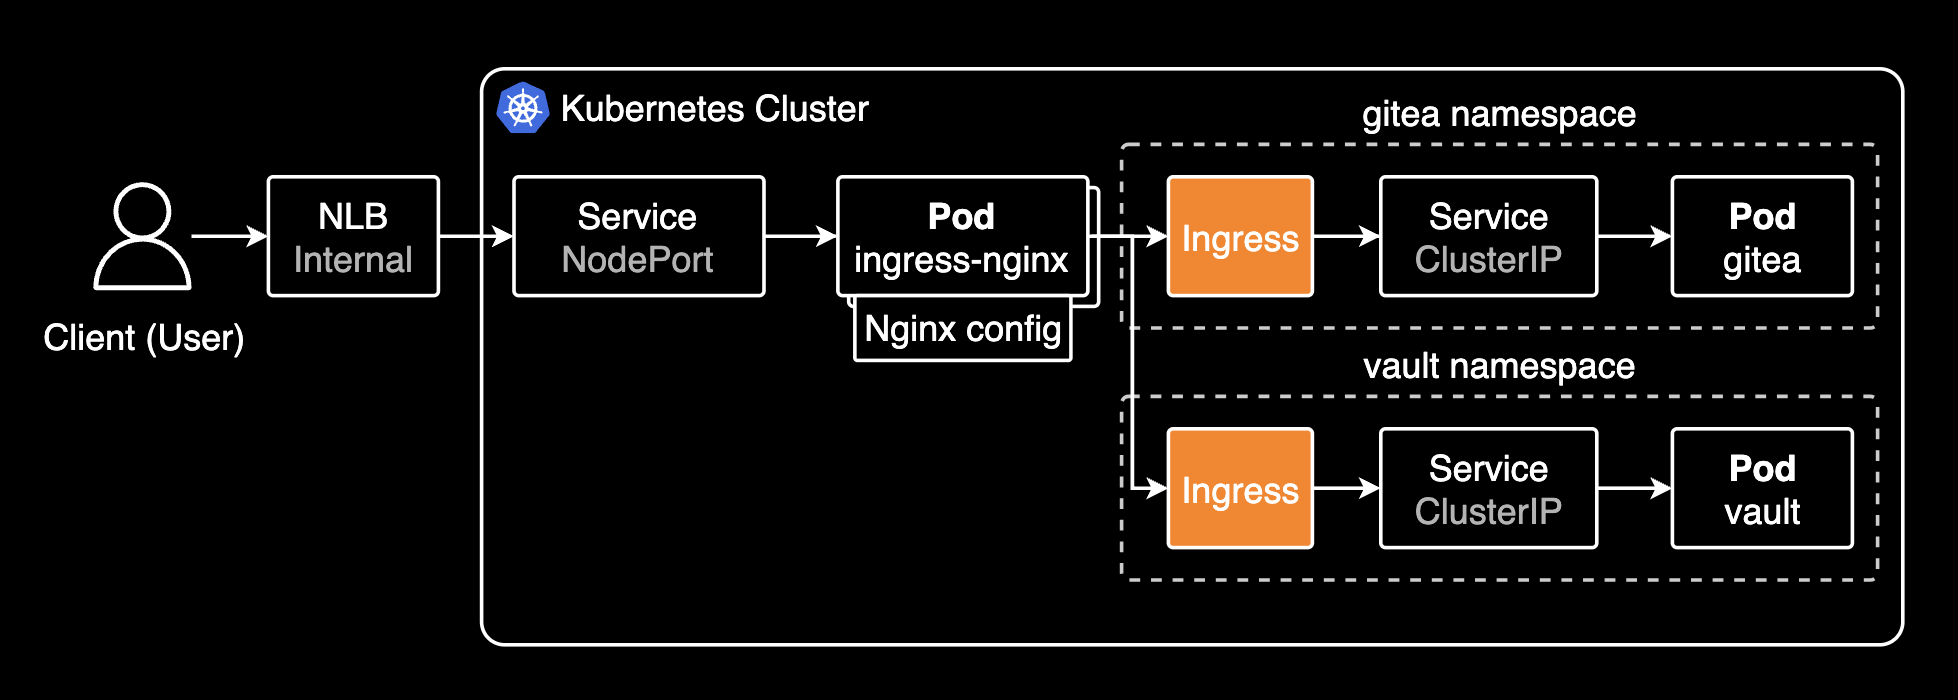 Kubernetes Cluster
gitea namespace
Client (User)
NLB
Internal
Service
NodePort
Pod
ingress-nginx
Nginx config
Ingress
Service
ClusterIP
Pod
gitea
vault namespace
Ingress
Service
ClusterIP
Pod
vault